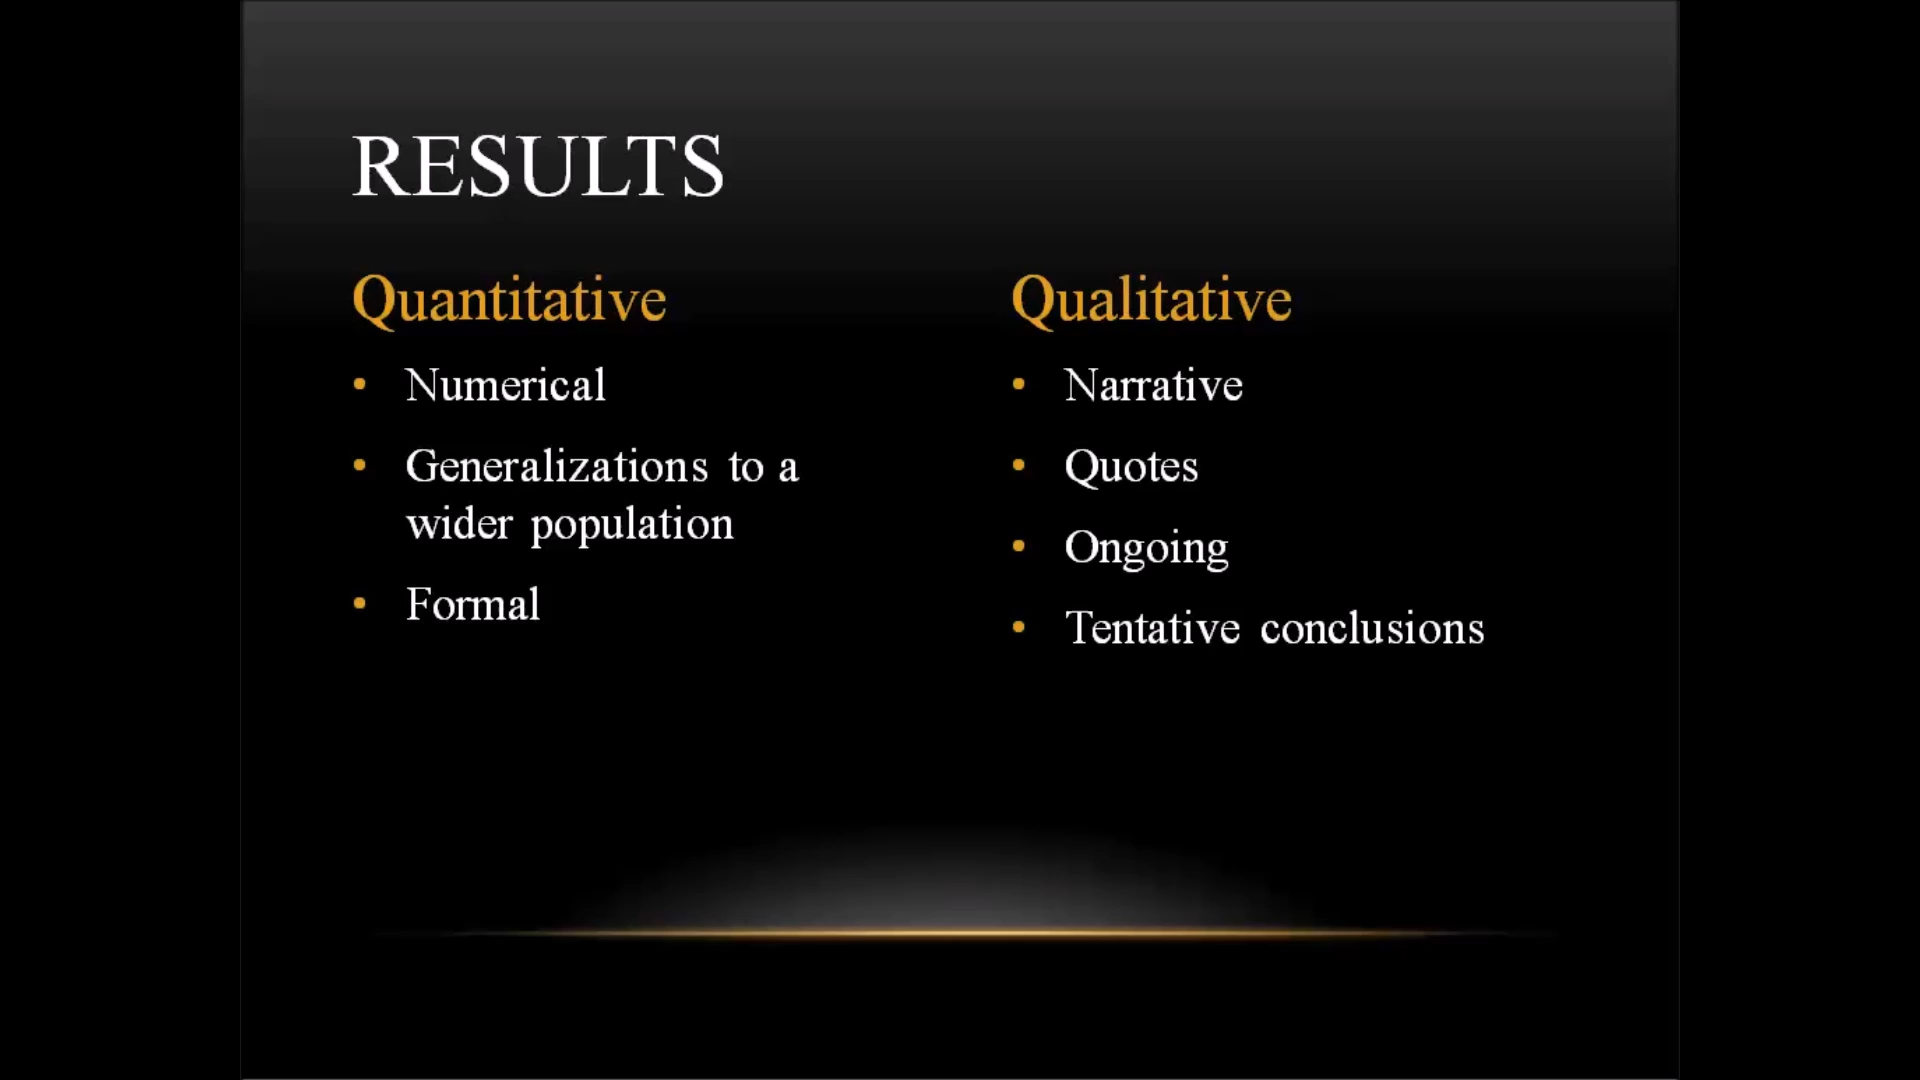 RESULTS
Quantitative
• Numerical
• Generalizations to a
wider population
• Formal
Qualitative
• Narrative
• Quotes
• Ongoing
• Tentative conclusions